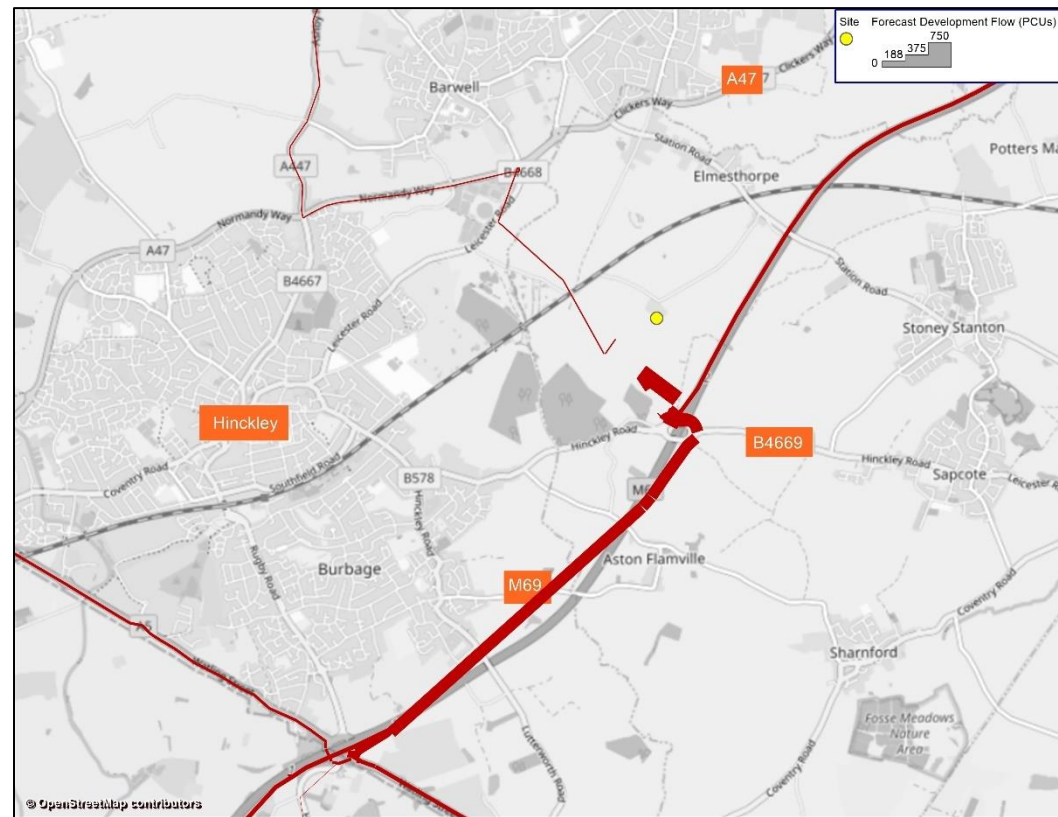 Site Forecast Development Flow (PCUs)
750
375
188
0
Barwell
Clickers Way
A47
Clickers Way
Station Road
Elmesthorpe
Potters Ma
A447
B4668
Normandy Way
Leicester Road
Normandy Way
A47
B4667
Leicester Road
Station Road
Stoney Stanton
Hinckley
Hinckley Road
B4669
Hinckley Road
Sapcote
Leicester Ro
Coventry Road
Southfield Road
B578
Hinckley Road
Rugby Road
Burbage
Aston Flamville
M69
Coventry Road
Sharnford
A5
Watling Street
Lutterworth Road
Fosse Meadows
Nature
Area
Coventry Road
© OpenStreetMap contributors